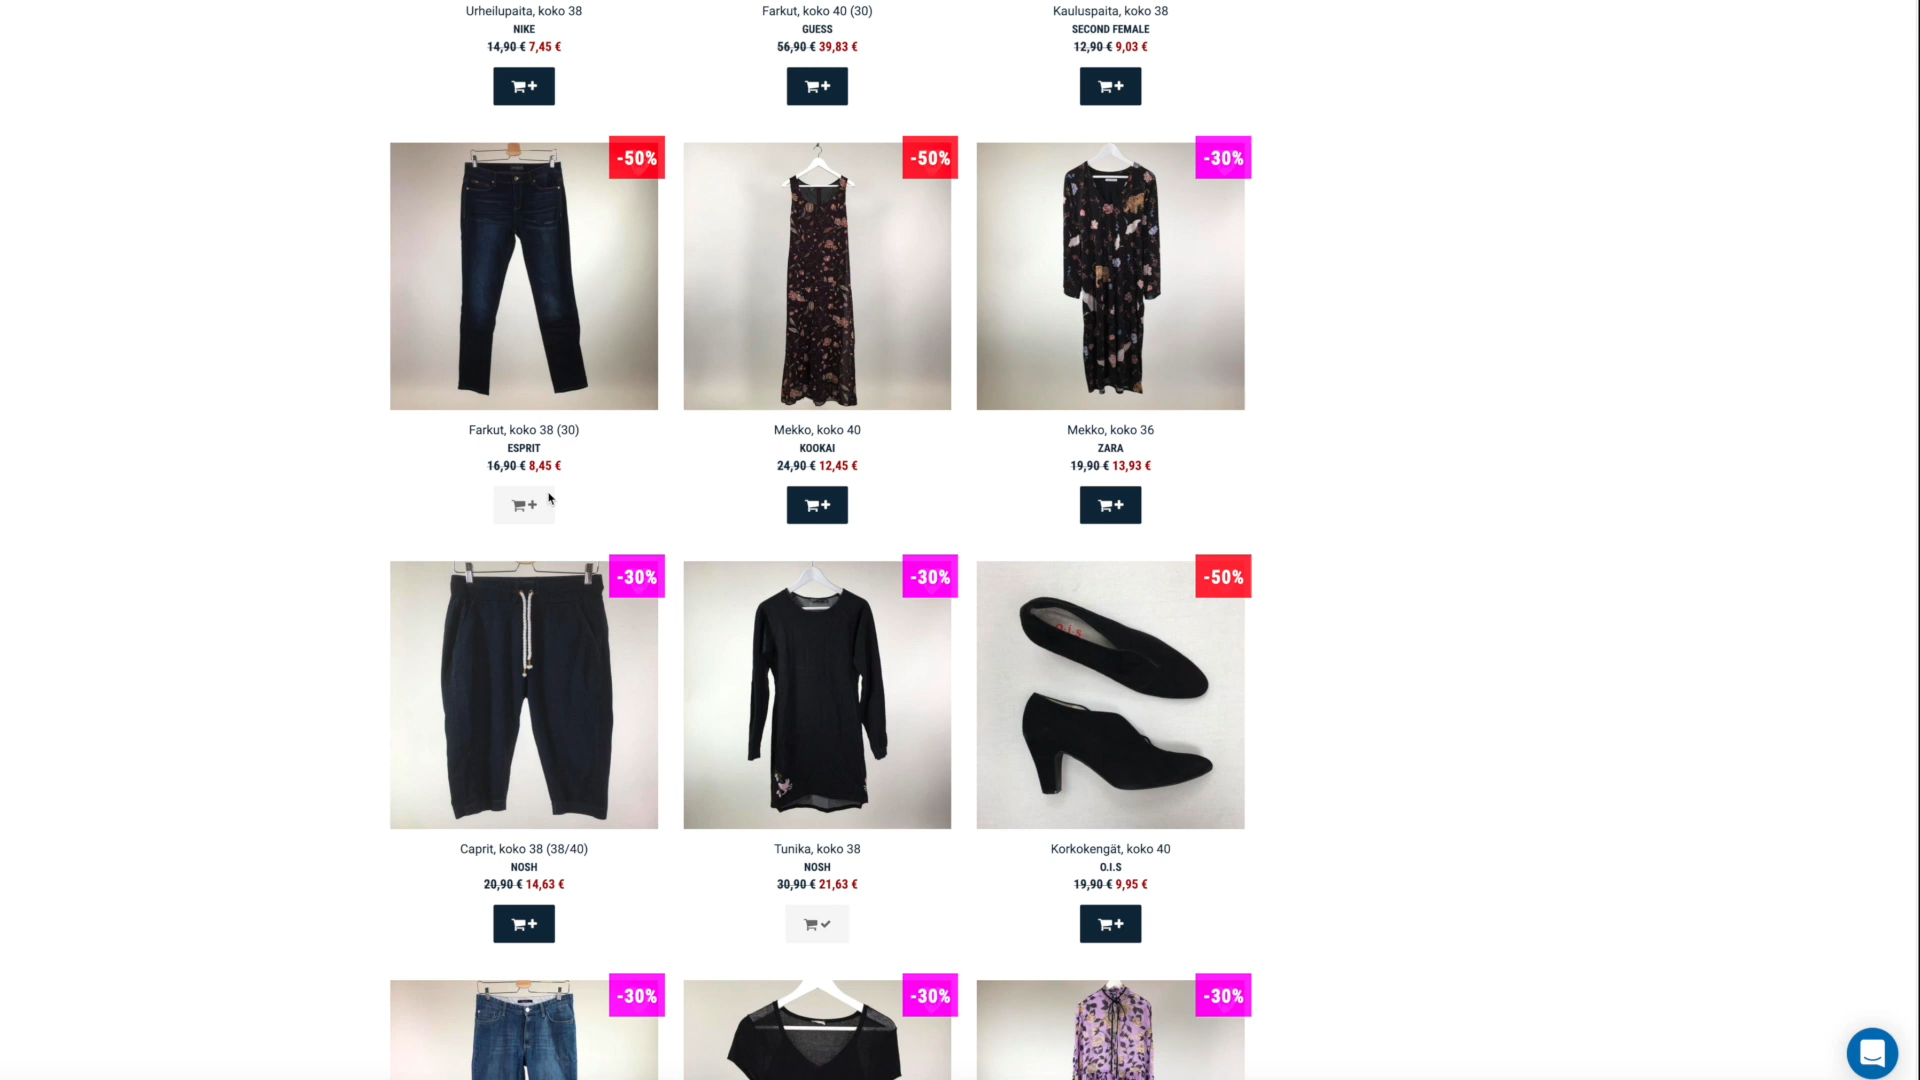 Urheilupaita, koko 38
NIKE
14,90 € 7,45 €
Farkut, koko 40 (30)
GUESS
56,90 € 39,83 €
Kauluspaita, koko 38
SECOND FEMALE
12,90 € 9,03 €
-50%
Farkut, koko 38 (30)
ESPRIT
16,90 € 8,45 €
-50%
Mekko, koko 40
KOOKAI
24,90 € 12,45 €
-30%
Mekko, koko 36
ZARA
19,90 € 13,93 €
-30%
Caprit, koko 38 (38/40)
NOSH
20,90 € 14,63 €
-30%
Tunika, koko 38
NOSH
30,90 € 21,63 €
-50%
o.i.s
Korkokengät, koko 40
O.I.S
19,90 € 9,95 €
-30%
-30%
-30%